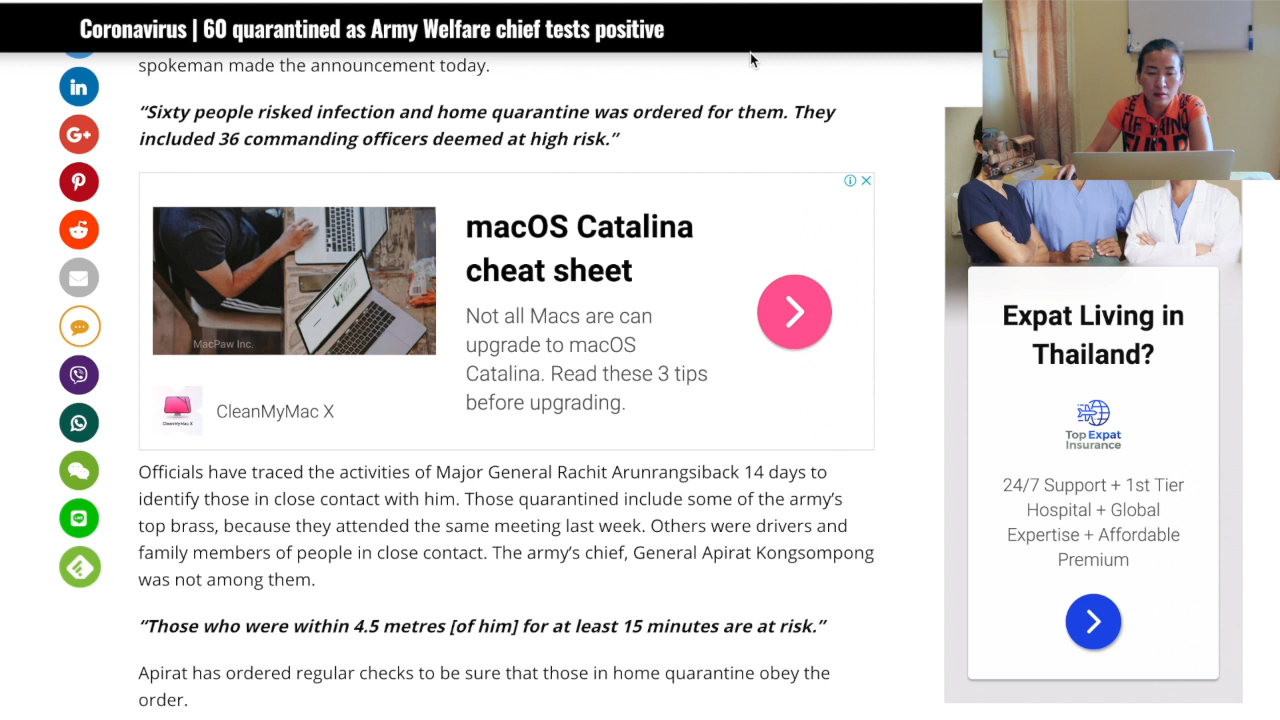 Coronavirus | 60 quarantined as Army Welfare chief tests positive
spokeman made the announcement today.
“Sixty people risked infection and home quarantine was ordered for them. They
included 36 commanding officers deemed at high risk.”
macOS Catalina
cheat sheet
Not all Macs are can
upgrade to macOS
Catalina. Read these 3 tips
before upgrading.
MacPaw Inc.
CleanMyMac X
CleanMyMac X
Officials have traced the activities of Major General Rachit Arunrangsiback 14 days to
identify those in close contact with him. Those quarantined include some of the army’s
top brass, because they attended the same meeting last week. Others were drivers and
family members of people in close contact. The army’s chief, General Apirat Kongsompong
was not among them.
“Those who were within 4.5 metres [of him] for at least 15 minutes are at risk.”
Apirat has ordered regular checks to be sure that those in home quarantine obey the
order.
in
G+
Expat Living in
Thailand?
Top Expat
Insurance
24/7 Support + 1st Tier
Hospital + Global
Expertise + Affordable
Premium